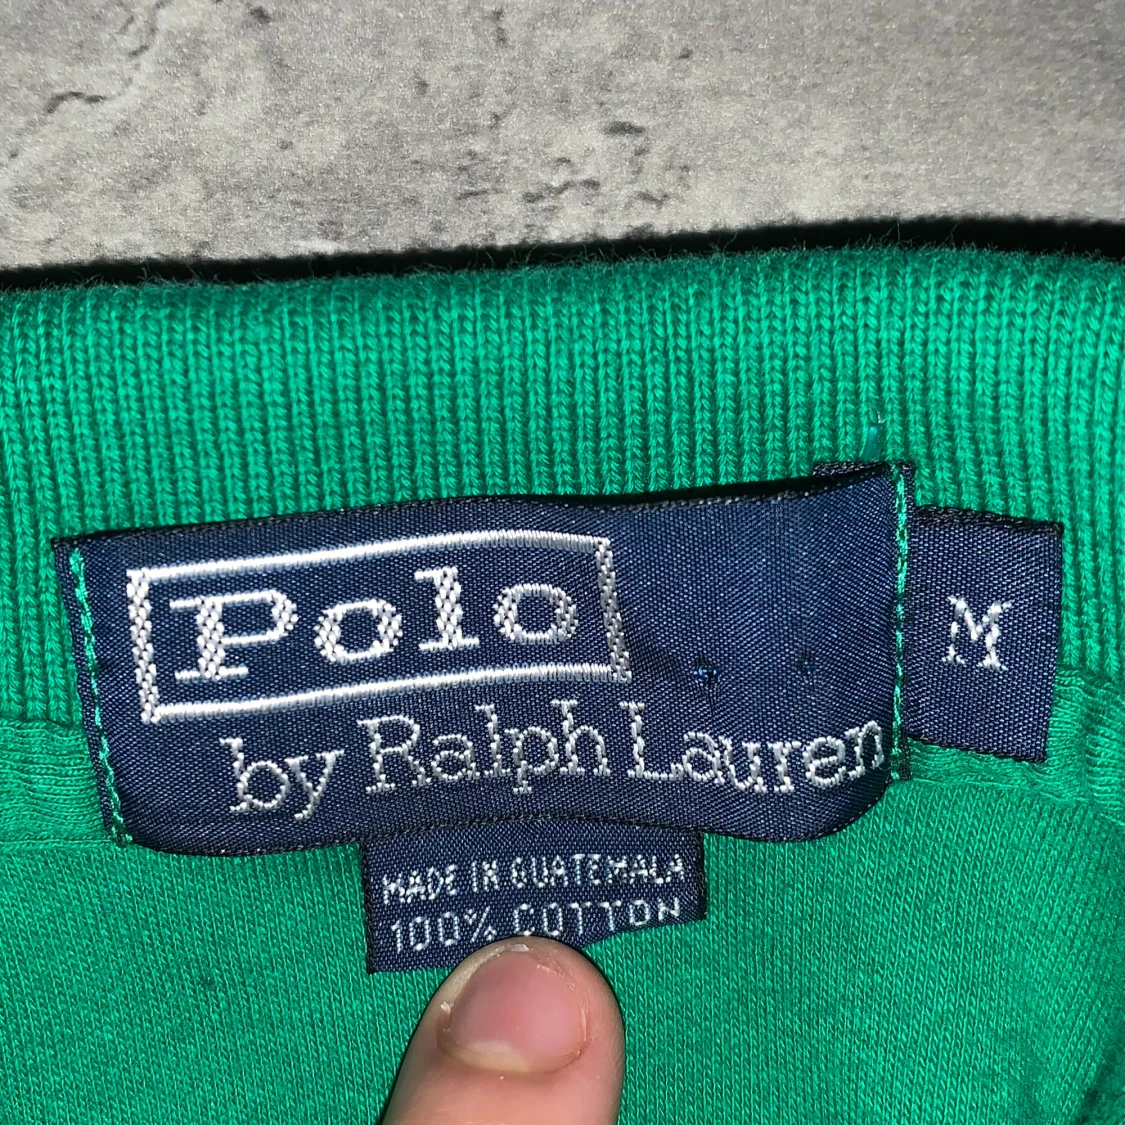 Polo
by Ralph Lauren
M
MADE IN GUATEMALA
100% COTTON